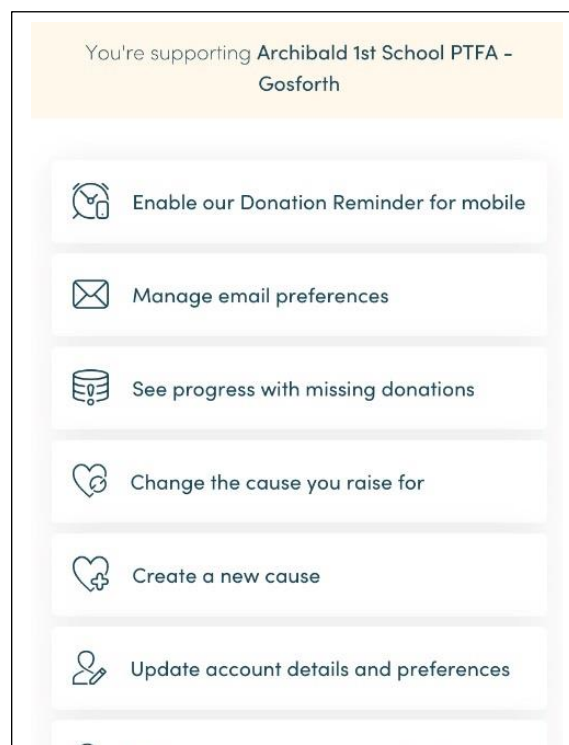 You're supporting Archibald 1st School PTFA -
Gosforth
Enable our Donation Reminder for mobile
Manage email preferences
See progress with missing donations
Change the cause you raise for
Create a new cause
Update account details and preferences